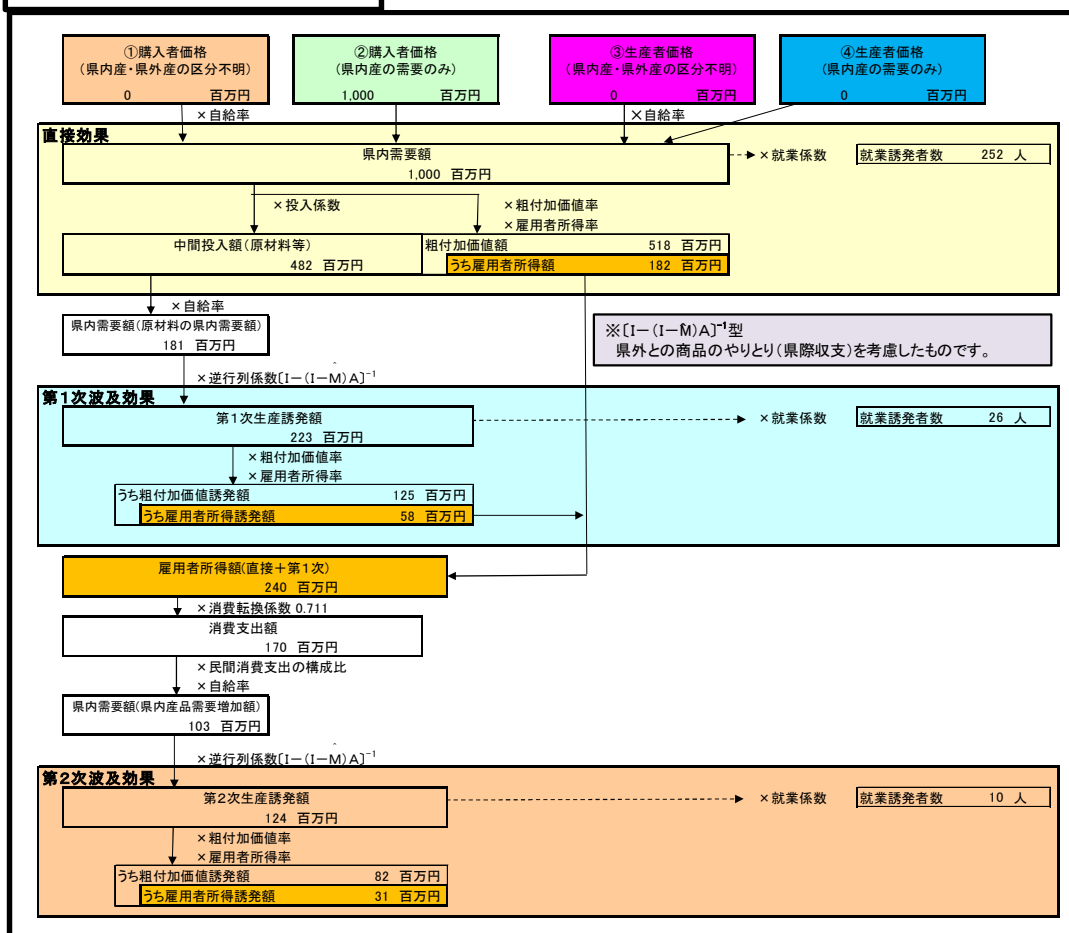 ①購入者価格
(県内産・県外産の区分不明)
0 百万円
②購入者価格
(県内産の需要のみ)
1,000 百万円
③生産者価格
(県内産・県外産の区分不明)
0 百万円
④生産者価格
(県内産の需要のみ)
0 百万円
×自給率
×自給率
直接効果
県内需要額
1,000 百万円
×就業係数
就業誘発者数 252 人
×投入係数
×粗付加価値率
×雇用者所得率
中間投入額(原材料等)
482 百万円
粗付加価値額 518 百万円
うち雇用者所得額 182 百万円
×自給率
県内需要額(原材料の県内需要額)
181 百万円
※[I-(I-M̂)A]⁻¹型
県外との商品のやりとり(県際収支)を考慮したものです。
×逆行列係数[I-(I-M̂)A]⁻¹
第1次波及効果
第1次生産誘発額
223 百万円
×就業係数
就業誘発者数 26 人
×粗付加価値率
×雇用者所得率
うち粗付加価値誘発額 125 百万円
うち雇用者所得誘発額 58 百万円
雇用者所得額(直接+第1次)
240 百万円
×消費転換係数 0.711
消費支出額
170 百万円
×民間消費支出の構成比
×自給率
県内需要額(県内産品需要増加額)
103 百万円
×逆行列係数[I-(I-M̂)A]⁻¹
第2次波及効果
第2次生産誘発額
124 百万円
×就業係数
就業誘発者数 10 人
×粗付加価値率
×雇用者所得率
うち粗付加価値誘発額 82 百万円
うち雇用者所得誘発額 31 百万円